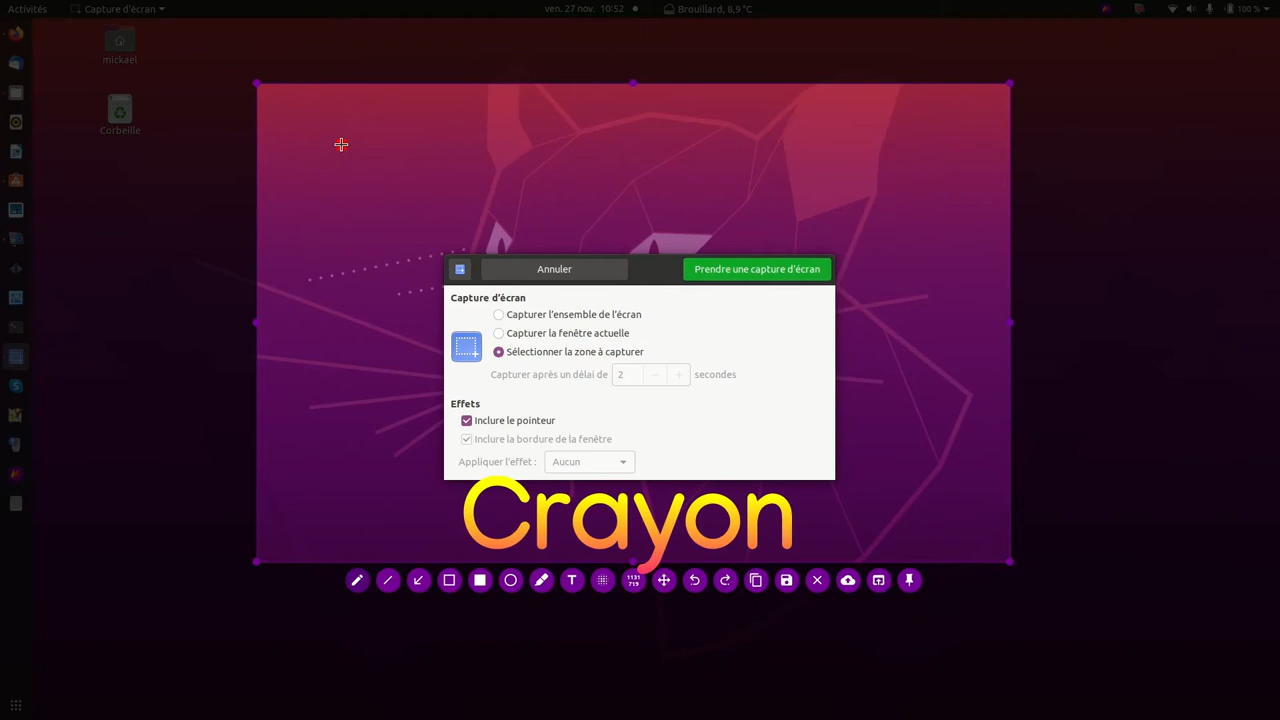 Activités
Capture d'écran
ven. 27 nov. 10:52
Brouillard, 8,9 °C
100 %
mickael
Corbeille
Annuler
Prendre une capture d'écran
Capture d'écran
Capturer l'ensemble de l'écran
Capturer la fenêtre actuelle
Sélectionner la zone à capturer
Capturer après un délai de 2 secondes
Effets
Inclure le pointeur
Inclure la bordure de la fenêtre
Appliquer l'effet : Aucun
Crayon
T
1131
719